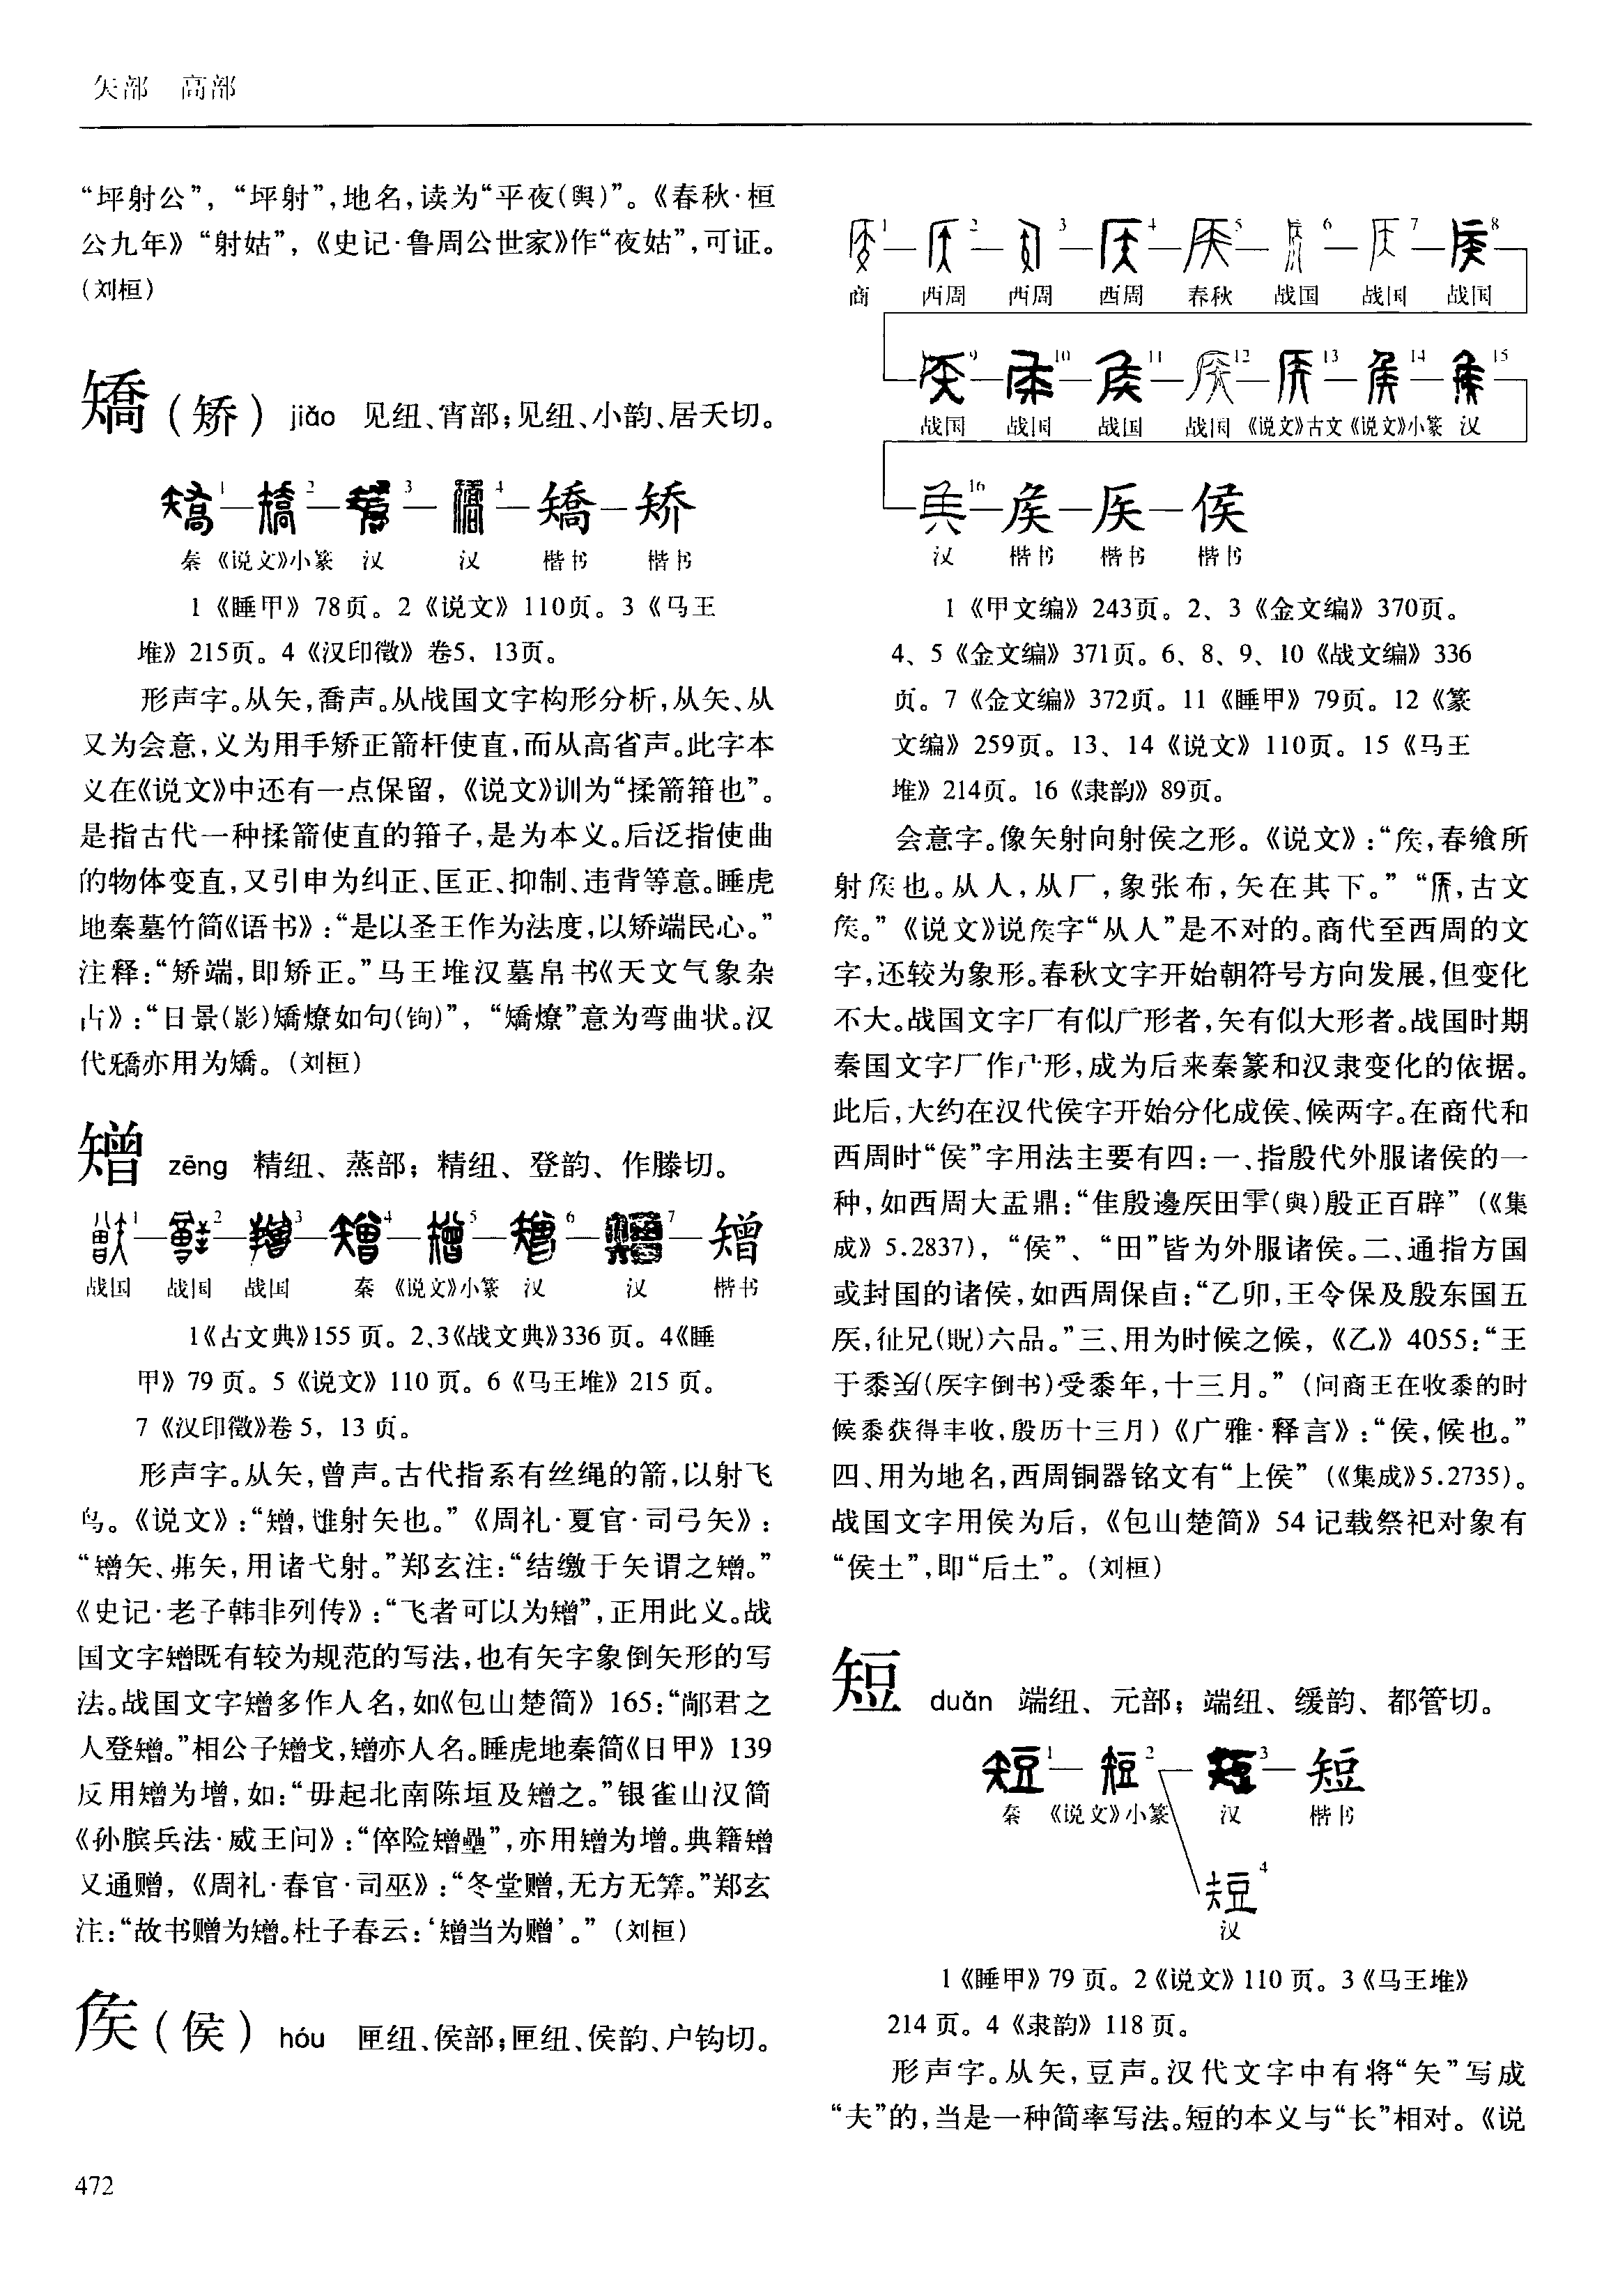 矢部　高部
“坪射公”，“坪射”，地名，读为“平夜(舆)”。《春秋·桓
公九年》“射姑”，《史记·鲁周公世家》作“夜姑”，可证。
(刘桓)
矯（矫）jiǎo　见纽、宵部；见纽、小韵、居夭切。
1 2 3 4 矯 矫
秦 《说文》小篆 汉 汉 楷书 楷书
1《睡甲》78页。2《说文》110页。3《马王
堆》215页。4《汉印徵》卷5，13页。
形声字。从矢，喬声。从战国文字构形分析，从矢、从
又为会意，义为用手矫正箭杆使直，而从高省声。此字本
义在《说文》中还有一点保留，《说文》训为“揉箭箝也”。
是指古代一种揉箭使直的箝子，是为本义。后泛指使曲
的物体变直，又引申为纠正、匡正、抑制、违背等意。睡虎
地秦墓竹简《语书》：“是以圣王作为法度，以矫端民心。”
注释：“矫端，即矫正。”马王堆汉墓帛书《天文气象杂
占》：“日景(影)矯燎如句(钩)”，“矯燎”意为弯曲状。汉
代亦用为矯。(刘桓)
矰 zēng　精纽、蒸部；精纽、登韵、作滕切。
1 2 3 4 5 6 7 矰
战国 战国 战国 秦 《说文》小篆 汉 汉 楷书
1《古文典》155页。2、3《战文典》336页。4《睡
甲》79页。5《说文》110页。6《马王堆》215页。
7《汉印徵》卷5，13页。
形声字。从矢，曾声。古代指系有丝绳的箭，以射飞
鸟。《说文》：“矰，隿射矢也。”《周礼·夏官·司弓矢》：
“矰矢、茀矢，用诸弋射。”郑玄注：“结缴于矢谓之矰。”
《史记·老子韩非列传》：“飞者可以为矰”，正用此义。战
国文字矰既有较为规范的写法，也有矢字象倒矢形的写
法。战国文字矰多作人名，如《包山楚简》165：“鄗君之
人登矰。”相公子矰戈，矰亦人名。睡虎地秦简《日甲》139
反用矰为增，如：“毋起北南陈垣及矰之。”银雀山汉简
《孙膑兵法·威王问》：“倅险矰壘”，亦用矰为增。典籍矰
又通赠，《周礼·春官·司巫》：“冬堂赠，无方无筭。”郑玄
注：“故书赠为矰。杜子春云：‘矰当为赠’。”(刘桓)
矦（侯）hóu　匣纽、侯部；匣纽、侯韵、户钩切。
1 2 3 4 5 6 7 8
商 西周 西周 西周 春秋 战国 战国 战国
9 10 11 12 13 14 15
战国 战国 战国 战国 《说文》古文 《说文》小篆 汉
16 矦 㕈 侯
汉 楷书 楷书 楷书
1《甲文编》243页。2、3《金文编》370页。
4、5《金文编》371页。6、8、9、10《战文编》336
页。7《金文编》372页。11《睡甲》79页。12《篆
文编》259页。13、14《说文》110页。15《马王
堆》214页。16《隶韵》89页。
会意字。像矢射向射侯之形。《说文》：“矦，春飨所
射矦也。从人，从厂，象张布，矢在其下。”“㕈，古文
矦。”《说文》说矦字“从人”是不对的。商代至西周的文
字，还较为象形。春秋文字开始朝符号方向发展，但变化
不大。战国文字厂有似广形者，矢有似大形者。战国时期
秦国文字厂作形，成为后来秦篆和汉隶变化的依据。
此后，大约在汉代侯字开始分化成侯、候两字。在商代和
西周时“侯”字用法主要有四：一、指殷代外服诸侯的一
种，如西周大盂鼎：“隹殷邊㕈田雩(與)殷正百辟”(《集
成》5.2837)，“侯”、“田”皆为外服诸侯。二、通指方国
或封国的诸侯，如西周保卣：“乙卯，王令保及殷东国五
㕈，征兄(贶)六品。”三、用为时候之候，《乙》4055：“王
于黍(㕈字倒书)受黍年，十三月。”(问商王在收黍的时
候黍获得丰收，殷历十三月)《广雅·释言》：“侯，候也。”
四、用为地名，西周铜器铭文有“上侯”(《集成》5.2735)。
战国文字用侯为后，《包山楚简》54记载祭祀对象有
“侯土”，即“后土”。(刘桓)
短 duǎn　端纽、元部；端纽、缓韵、都管切。
1 2 3 短
秦 《说文》小篆 汉 楷书
4
汉
1《睡甲》79页。2《说文》110页。3《马王堆》
214页。4《隶韵》118页。
形声字。从矢，豆声。汉代文字中有将“矢”写成
“夫”的，当是一种简率写法。短的本义与“长”相对。《说
472